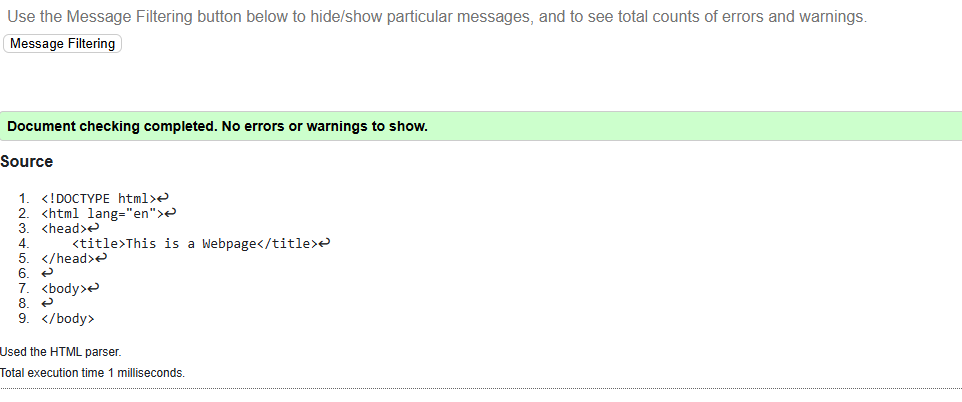 Use the Message Filtering button below to hide/show particular messages, and to see total counts of errors and warnings.
Message Filtering
Document checking completed. No errors or warnings to show.
Source
1. <!DOCTYPE html>↩
2. <html lang="en">↩
3. <head>↩
4.     <title>This is a Webpage</title>↩
5. </head>↩
6. ↩
7. <body>↩
8. ↩
9. </body>
Used the HTML parser.
Total execution time 1 milliseconds.